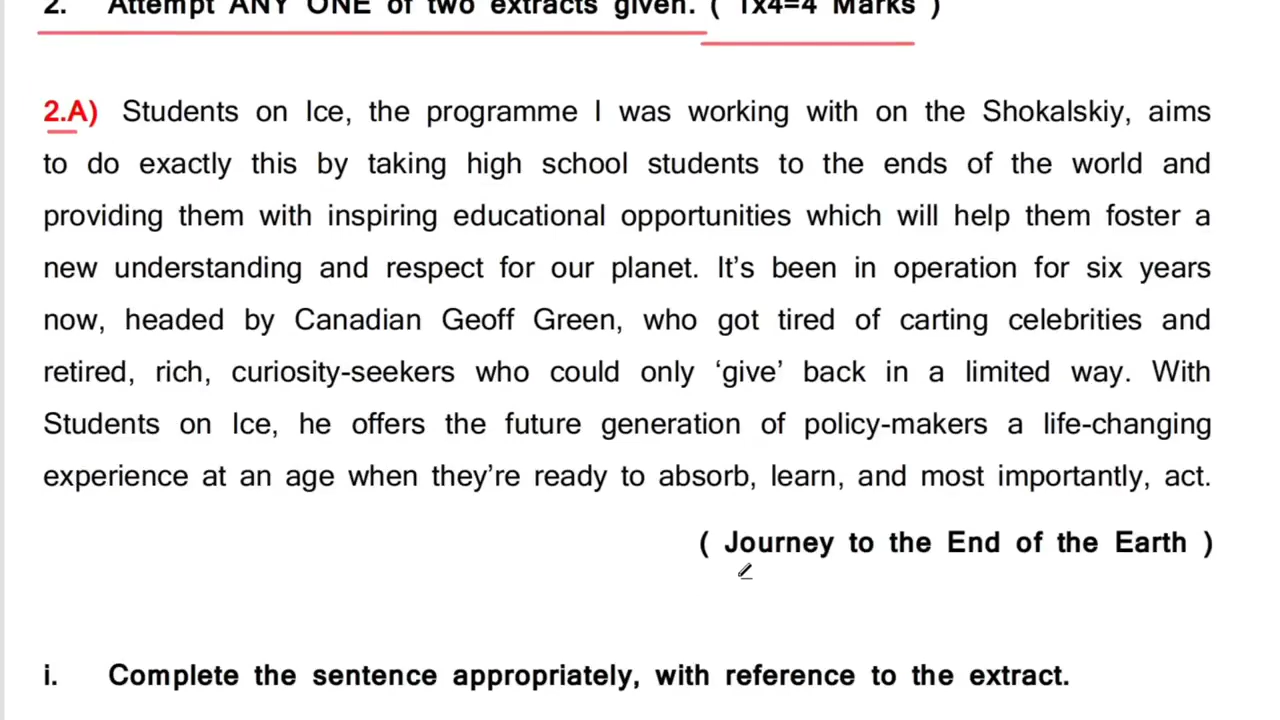 2. Attempt ANY ONE of two extracts given. ( 1x4=4 Marks )
2.A) Students on Ice, the programme I was working with on the Shokalskiy, aims
to do exactly this by taking high school students to the ends of the world and
providing them with inspiring educational opportunities which will help them foster a
new understanding and respect for our planet. It’s been in operation for six years
now, headed by Canadian Geoff Green, who got tired of carting celebrities and
retired, rich, curiosity-seekers who could only ‘give’ back in a limited way. With
Students on Ice, he offers the future generation of policy-makers a life-changing
experience at an age when they’re ready to absorb, learn, and most importantly, act.
( Journey to the End of the Earth )
i. Complete the sentence appropriately, with reference to the extract.